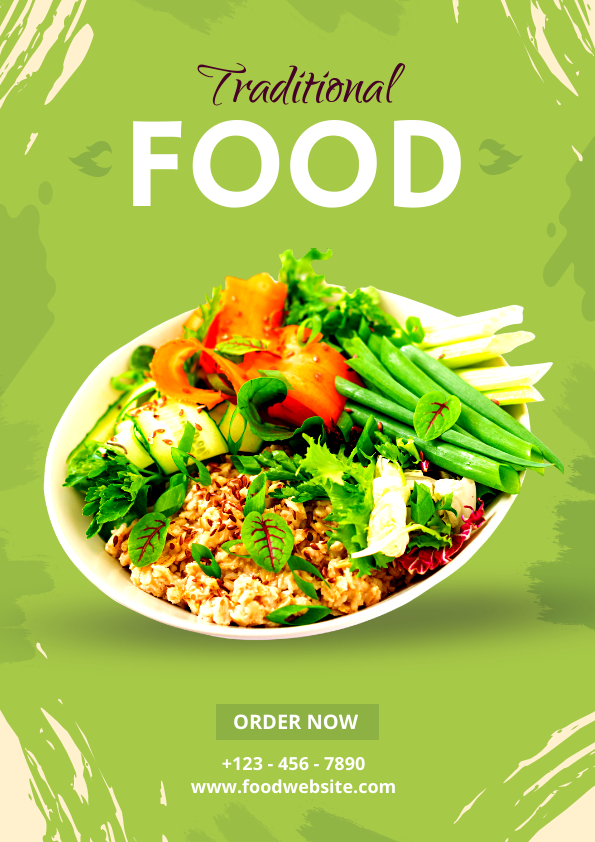 Traditional
FOOD
ORDER NOW
+123 - 456 - 7890
www.foodwebsite.com